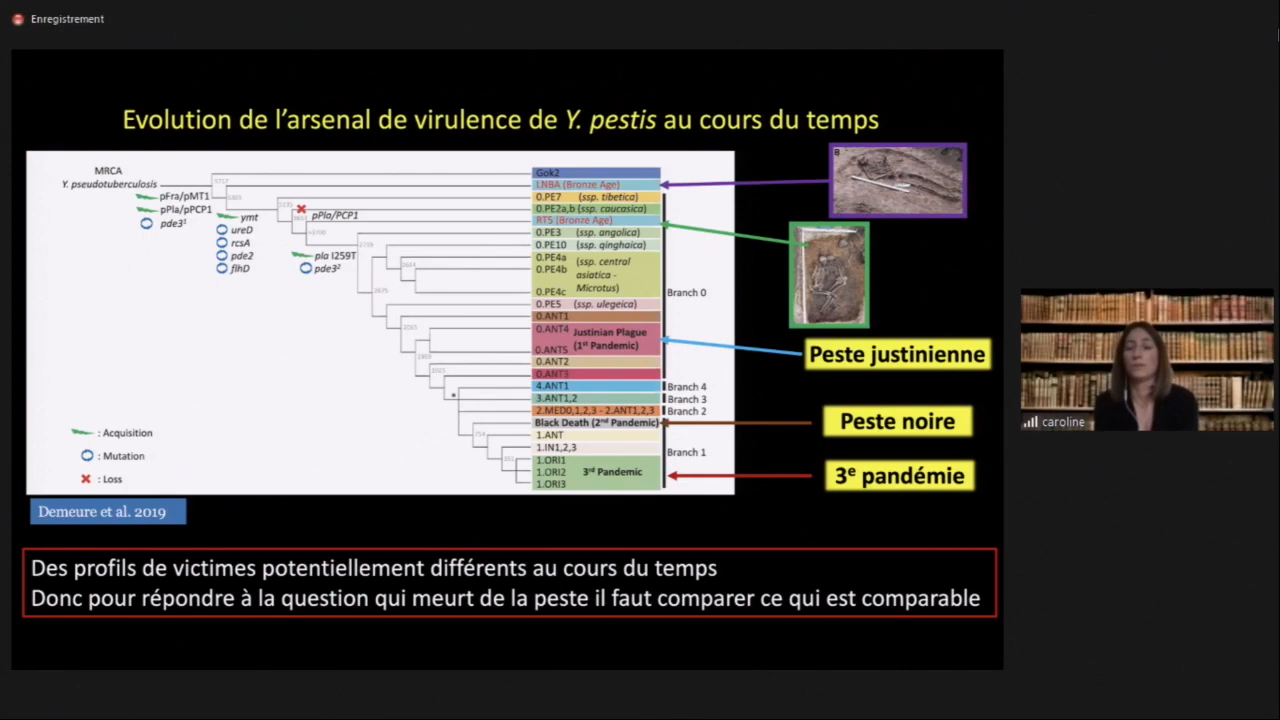 Enregistrement
Evolution de l'arsenal de virulence de Y. pestis au cours du temps
MRCA
Y. pseudotuberculosis
pFra/pMT1
pPla/pPCP1
pde3¹
ymt
ureD
rcsA
pde2
flhD
pPla/PCP1
pla I259T
pde3²
Gok2
LNBA (Bronze Age)
0.PE7 (ssp. tibetica)
0.PE2a,b (ssp. caucasica)
RT5 (Bronze Age)
0.PE3 (ssp. angolica)
0.PE10 (ssp. qinghaica)
0.PE4a
0.PE4b
0.PE4c
(ssp. central
asiatica -
Microtus)
0.PE5 (ssp. ulegeica)
0.ANT1
0.ANT4
0.ANT5
Justinian Plague
(1st Pandemic)
0.ANT2
0.ANT3
4.ANT1
3.ANT1,2
2.MED0,1,2,3 - 2.ANT1,2,3
Black Death (2nd Pandemic)
1.ANT
1.IN1,2,3
1.ORI1
1.ORI2
1.ORI3
3rd Pandemic
Branch 0
Branch 4
Branch 3
Branch 2
Branch 1
: Acquisition
: Mutation
: Loss
Peste justinienne
Peste noire
3e pandémie
caroline
Demeure et al. 2019
Des profils de victimes potentiellement différents au cours du temps
Donc pour répondre à la question qui meurt de la peste il faut comparer ce qui est comparable